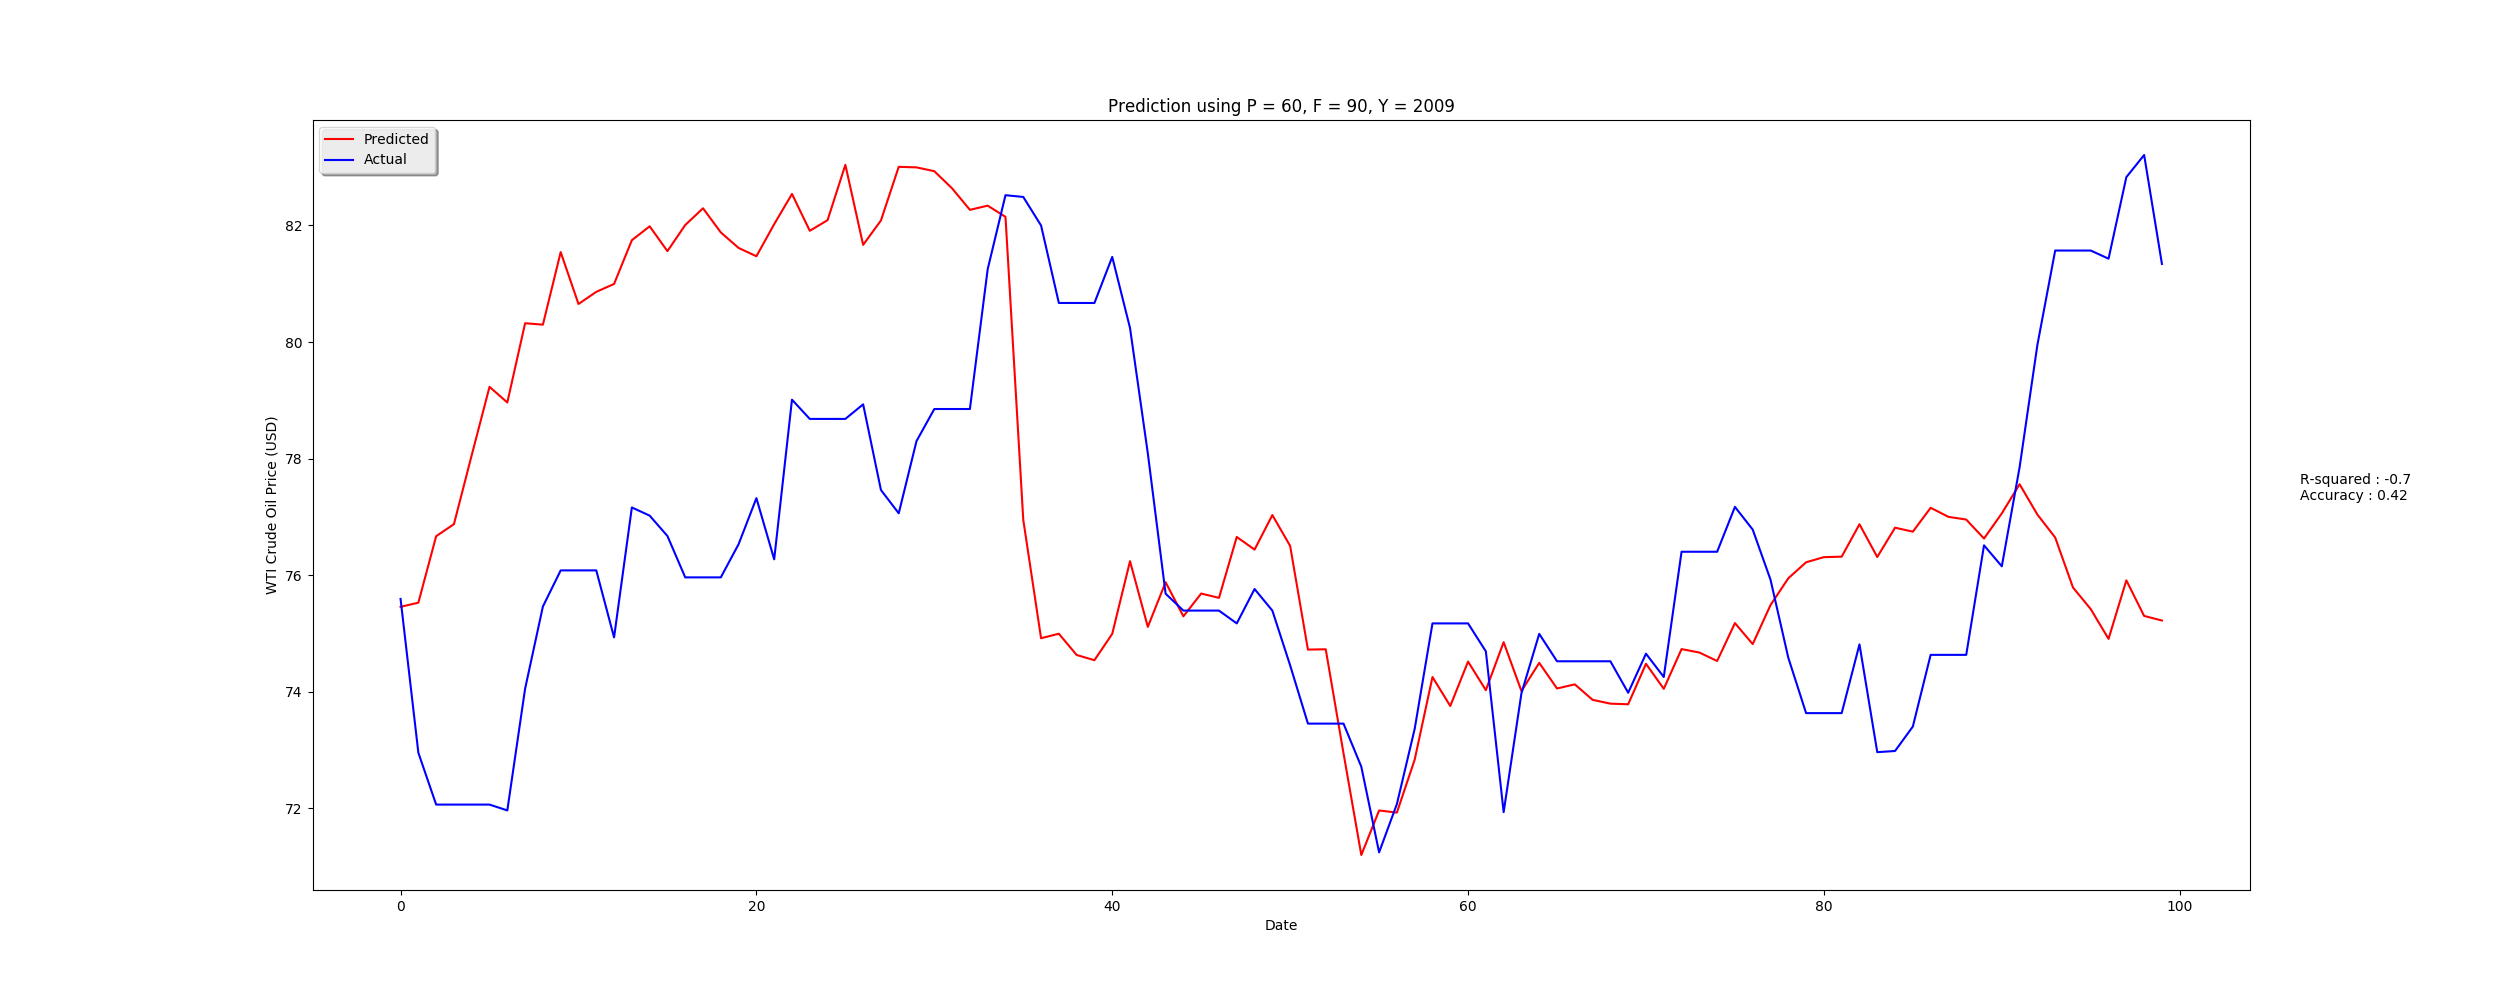 Prediction using P = 60, F = 90, Y = 2009
Predicted
Actual
WTI Crude Oil Price (USD)
82
80
78
76
74
72
0 20 40 60 80 100
Date
R-squared : -0.7
Accuracy : 0.42